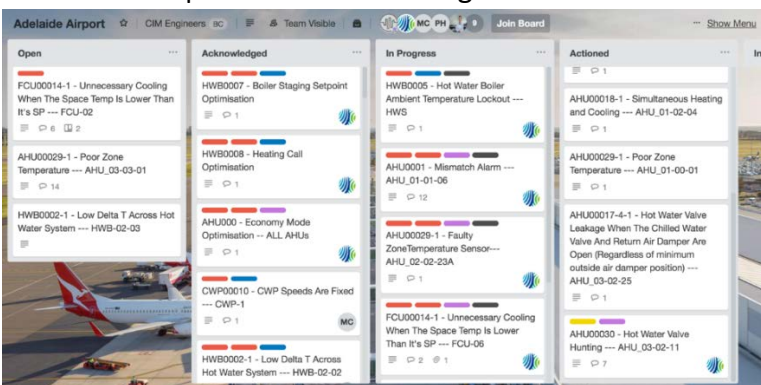 Adelaide Airport CIM Engineers BC Team Visible MC PH 9 Join Board ... Show Menu
Open ...
FCU00014-1 - Unnecessary Cooling
When The Space Temp Is Lower Than
It's SP --- FCU-02
6 2
AHU00029-1 - Poor Zone
Temperature --- AHU_03-03-01
14
HWB0002-1 - Low Delta T Across Hot
Water System --- HWB-02-03
Acknowledged ...
HWB0007 - Boiler Staging Setpoint
Optimisation
1
HWB0008 - Heating Call
Optimisation
1
AHU000 - Economy Mode
Optimisation -- ALL AHUs
1
CWP00010 - CWP Speeds Are Fixed
--- CWP-1
1 MC
HWB0002-1 - Low Delta T Across
Hot Water System --- HWB-02-02
In Progress ...
HWB0005 - Hot Water Boiler
Ambient Temperature Lockout ---
HWS
1
AHU0001 - Mismatch Alarm ---
AHU_01-01-06
12
AHU00029-1 - Faulty
ZoneTemperature Sensor---
AHU_02-02-23A
1
FCU00014-1 - Unnecessary Cooling
When The Space Temp Is Lower
Than It's SP --- FCU-06
2 1
Actioned ...
1
AHU00018-1 - Simultaneous Heating
and Cooling --- AHU_01-02-04
1
AHU00029-1 - Poor Zone
Temperature --- AHU_01-00-01
1
AHU00017-4-1 - Hot Water Valve
Leakage When The Chilled Water
Valve And Return Air Damper Are
Open (Regardless of minimum
outside air damper position) ---
AHU_03-02-25
1
AHU00030 - Hot Water Valve
Hunting --- AHU_03-02-11
7
In